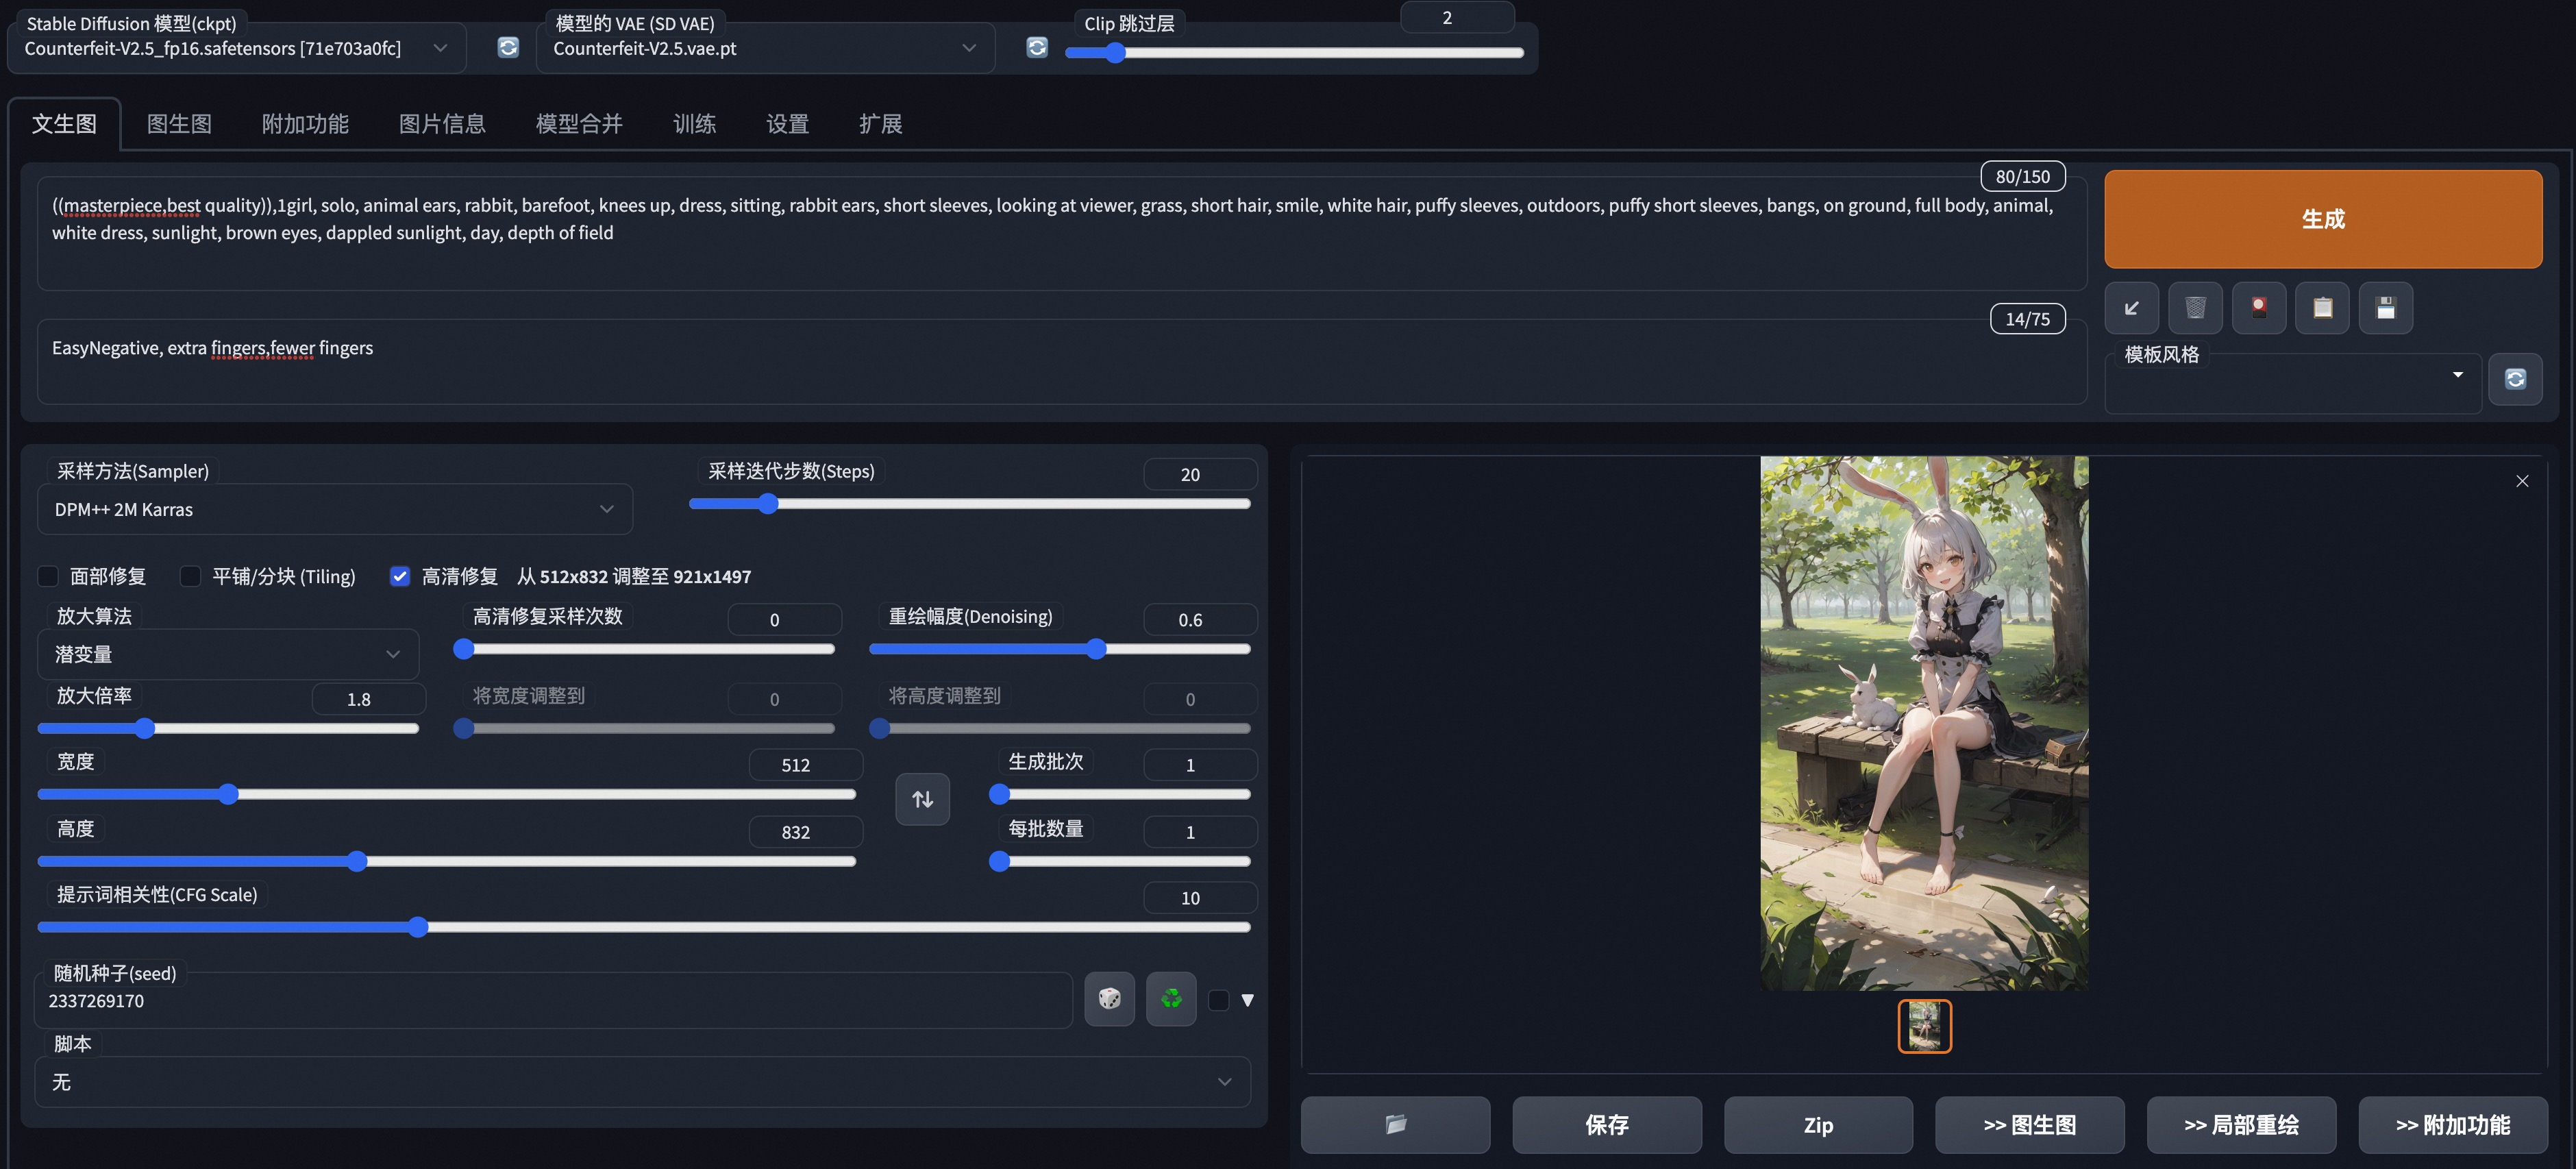 Stable Diffusion 模型(ckpt)
Counterfeit-V2.5_fp16.safetensors [71e703a0fc]
模型的 VAE (SD VAE)
Counterfeit-V2.5.vae.pt
Clip 跳过层
2
文生图 图生图 附加功能 图片信息 模型合并 训练 设置 扩展
80/150
((masterpiece,best quality)),1girl, solo, animal ears, rabbit, barefoot, knees up, dress, sitting, rabbit ears, short sleeves, looking at viewer, grass, short hair, smile, white hair, puffy sleeves, outdoors, puffy short sleeves, bangs, on ground, full body, animal,
white dress, sunlight, brown eyes, dappled sunlight, day, depth of field
生成
14/75
EasyNegative, extra fingers,fewer fingers
模板风格
采样方法(Sampler)
DPM++ 2M Karras
采样迭代步数(Steps)
20
面部修复 平铺/分块 (Tiling) 高清修复 从 512x832 调整至 921x1497
放大算法
潜变量
高清修复采样次数
0
重绘幅度(Denoising)
0.6
放大倍率
1.8
将宽度调整到
0
将高度调整到
0
宽度
512
生成批次
1
高度
832
每批数量
1
提示词相关性(CFG Scale)
10
随机种子(seed)
2337269170
脚本
无
保存
Zip
>> 图生图
>> 局部重绘
>> 附加功能